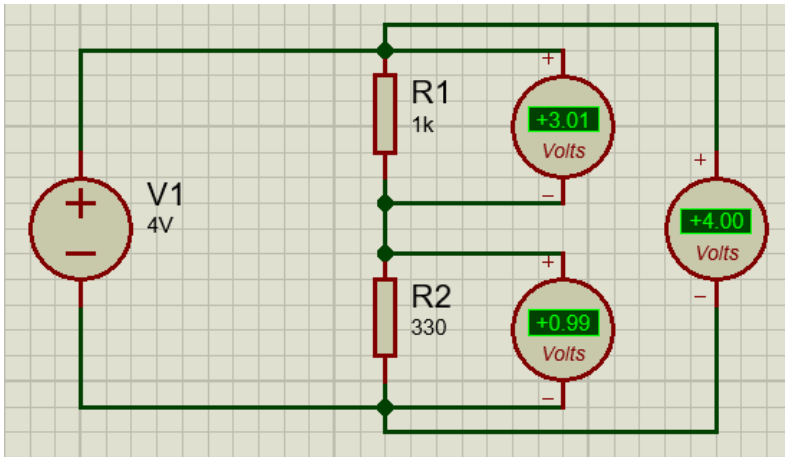 R1
1k
+
+3.01
Volts
−
V1
4V
+
−
+
+4.00
Volts
−
R2
330
+
+0.99
Volts
−